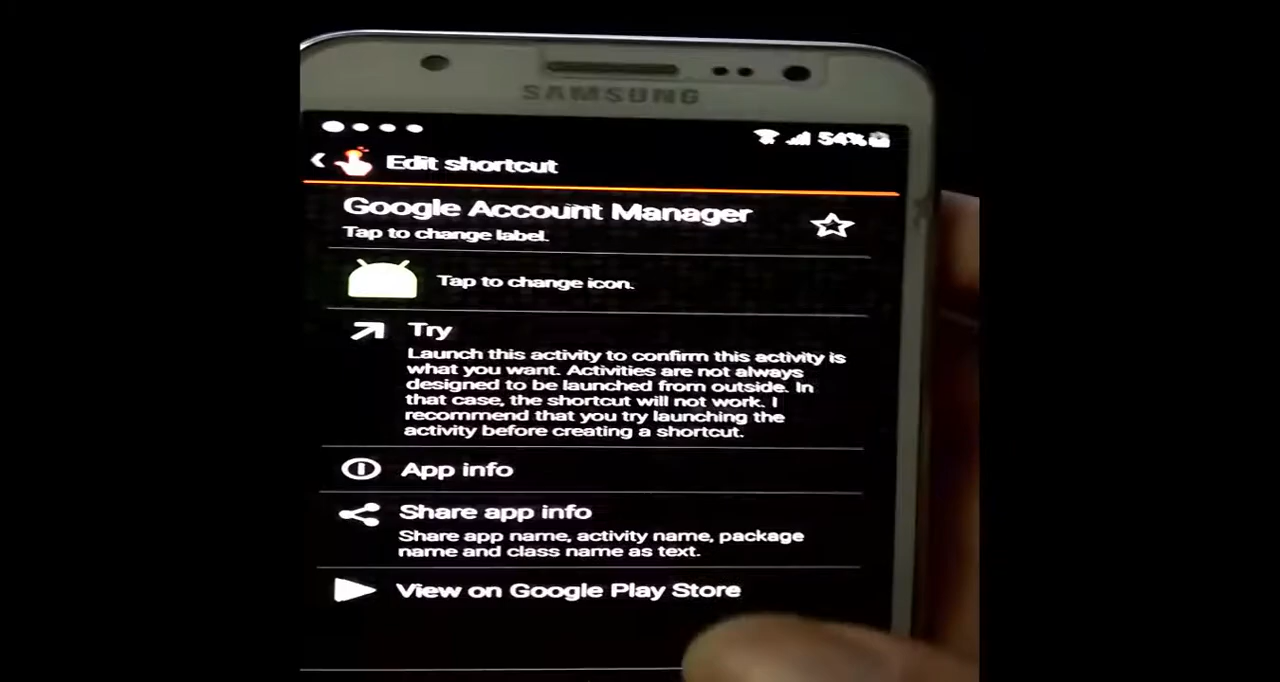 SAMSUNG
54%
Edit shortcut
Google Account Manager
Tap to change label.
Tap to change icon.
Try
Launch this activity to confirm this activity is
what you want. Activities are not always
designed to be launched from outside. In
that case, the shortcut will not work. I
recommend that you try launching the
activity before creating a shortcut.
App info
Share app info
Share app name, activity name, package
name and class name as text.
View on Google Play Store